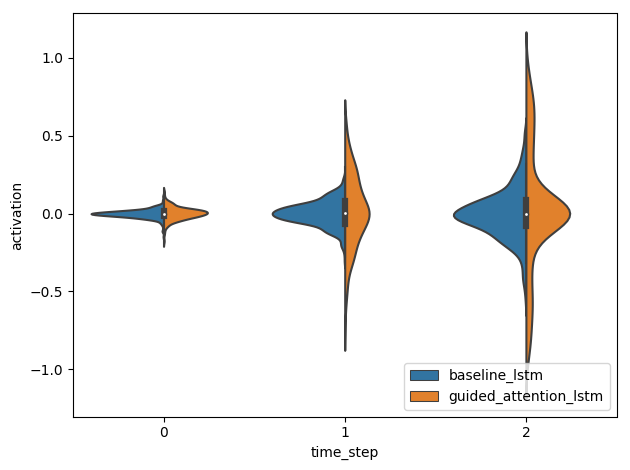 1.0
0.5
0.0
−0.5
−1.0
activation
0
1
2
time_step
baseline_lstm
guided_attention_lstm